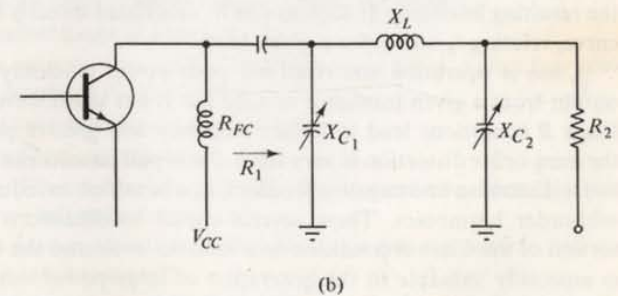 X_L
R_FC
R_1
X_C1
X_C2
R_2
V_CC
(b)